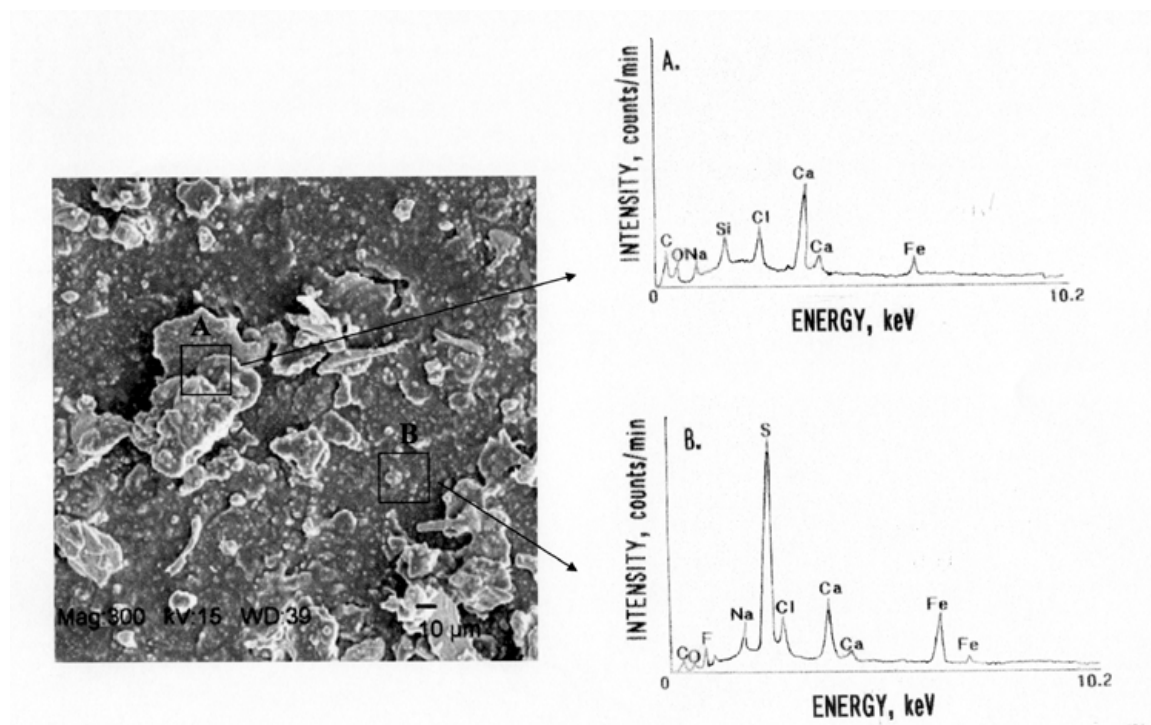 A.
INTENSITY, counts/min
C
O
Na
Si
Cl
Ca
Ca
Fe
0
10.2
ENERGY, keV
A
B
Mag:300 kV:15 WD:39
10 µm
B.
INTENSITY, counts/min
C
O
F
Na
S
Cl
Ca
Ca
Fe
Fe
0
10.2
ENERGY, keV